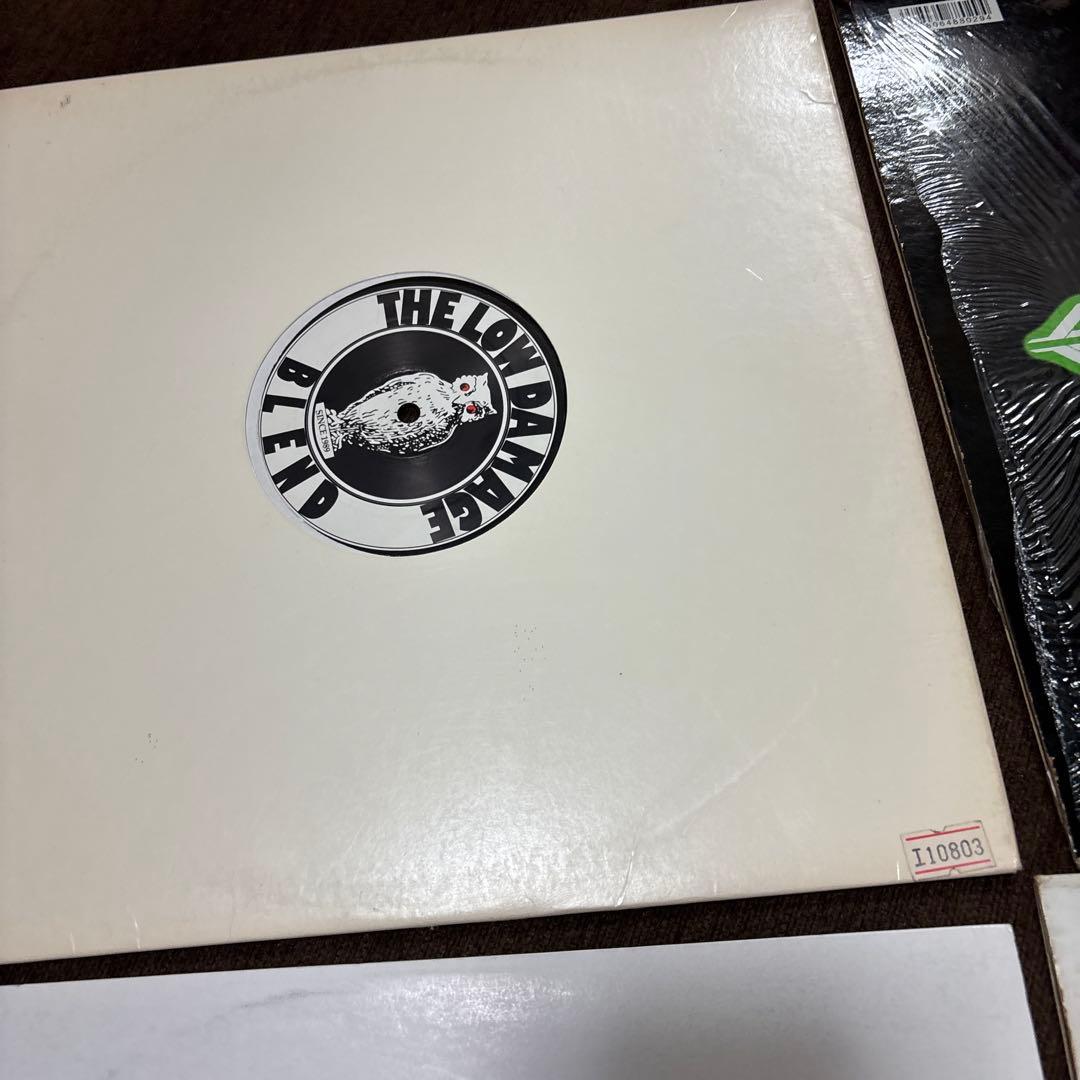 THE LOW DAMAGE
BLEND
SINCE 1989
I10803